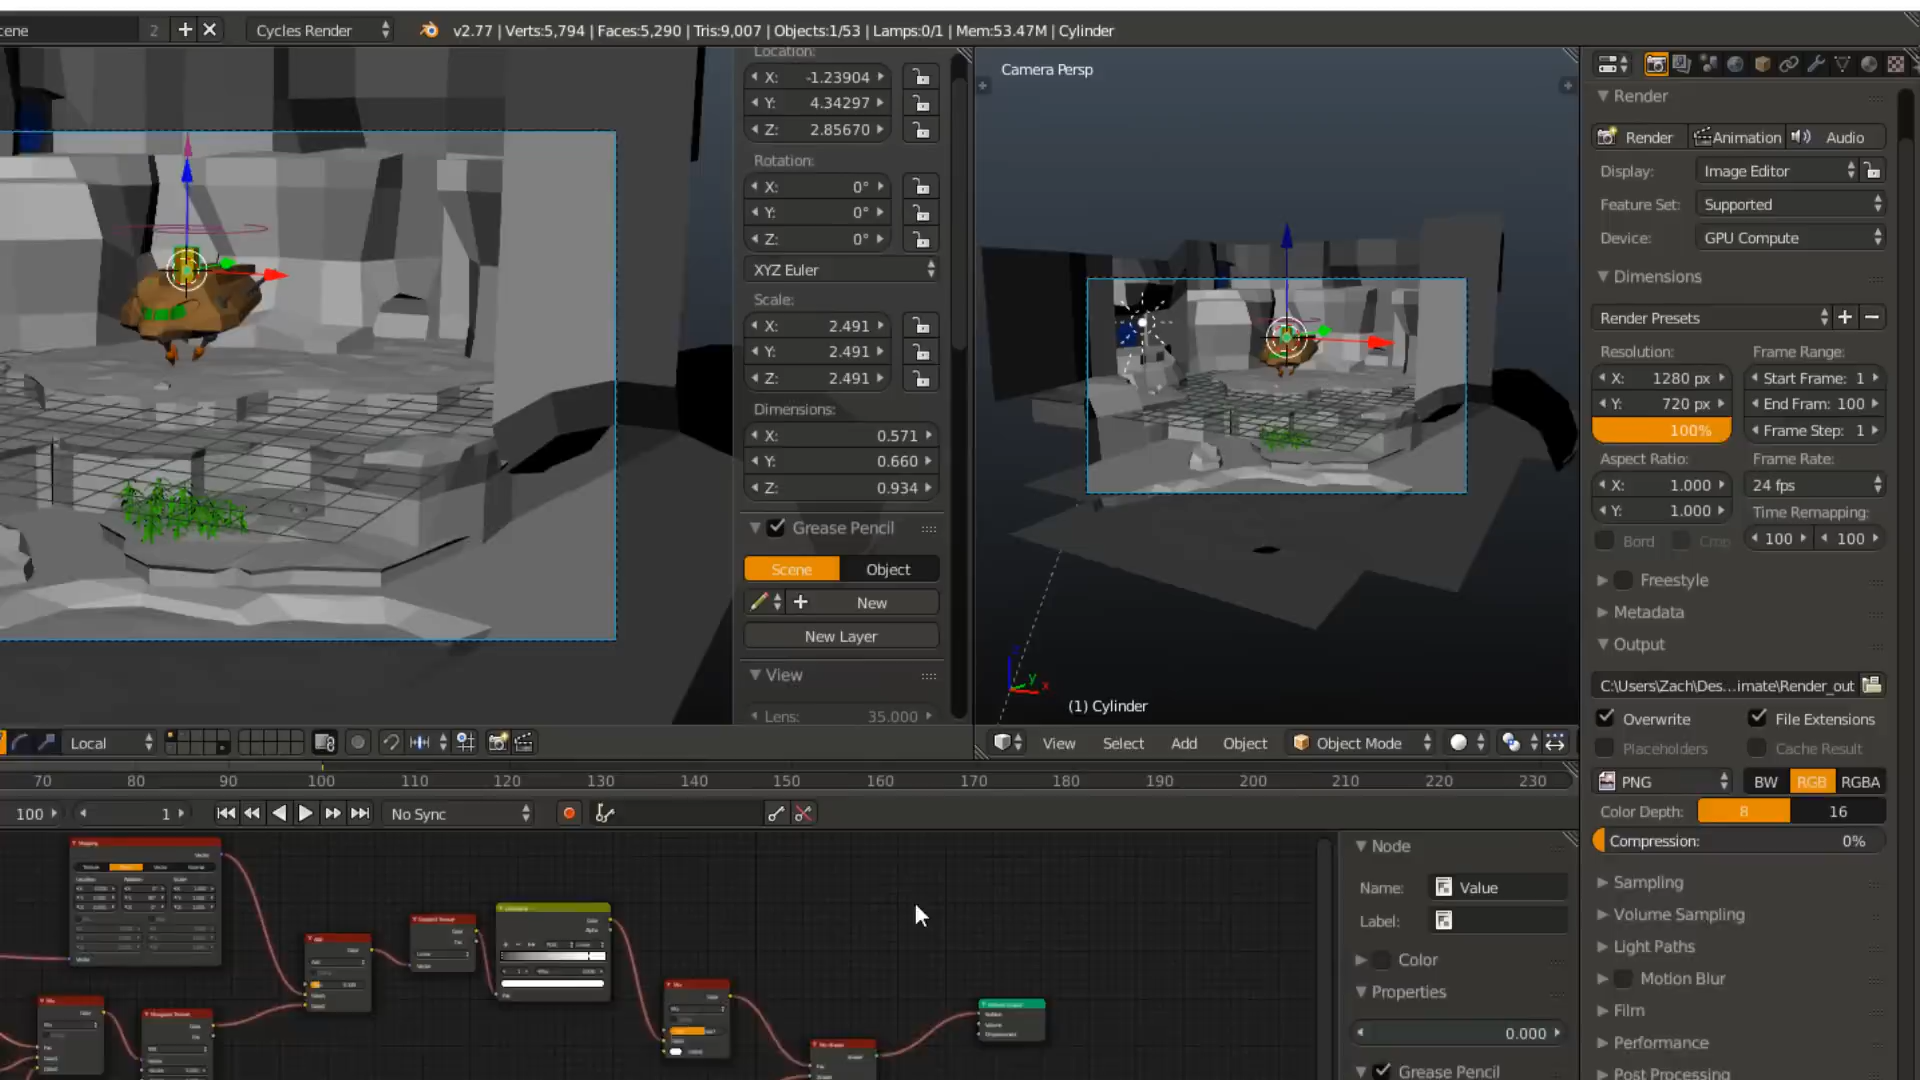 cene 2 Cycles Render v2.77 | Verts:5,794 | Faces:5,290 | Tris:9,007 | Objects:1/53 | Lamps:0/1 | Mem:53.47M | Cylinder
Location:
X: -1.23904
Y: 4.34297
Z: 2.85670
Rotation:
X: 0°
Y: 0°
Z: 0°
XYZ Euler
Scale:
X: 2.491
Y: 2.491
Z: 2.491
Dimensions:
X: 0.571
Y: 0.660
Z: 0.934
Grease Pencil
Scene Object
New
New Layer
View
Lens: 35.000
Camera Persp
y x
(1) Cylinder
Local
View Select Add Object Object Mode
Render
Render Animation Audio
Display: Image Editor
Feature Set: Supported
Device: GPU Compute
Dimensions
Render Presets
Resolution: Frame Range:
X: 1280 px Start Frame: 1
Y: 720 px End Fram: 100
100% Frame Step: 1
Aspect Ratio: Frame Rate:
X: 1.000 24 fps
Y: 1.000 Time Remapping:
Bord Crop 100 100
Freestyle
Metadata
Output
C:\Users\Zach\Des...imate\Render_out
Overwrite File Extensions
Placeholders Cache Result
PNG BW RGB RGBA
Color Depth: 8 16
Compression: 0%
Sampling
Volume Sampling
Light Paths
Motion Blur
Film
Performance
Post Processing
70 80 90 100 110 120 130 140 150 160 170 180 190 200 210 220 230
100 1 No Sync
Node
Name: Value
Label:
Color
Properties
0.000
Grease Pencil